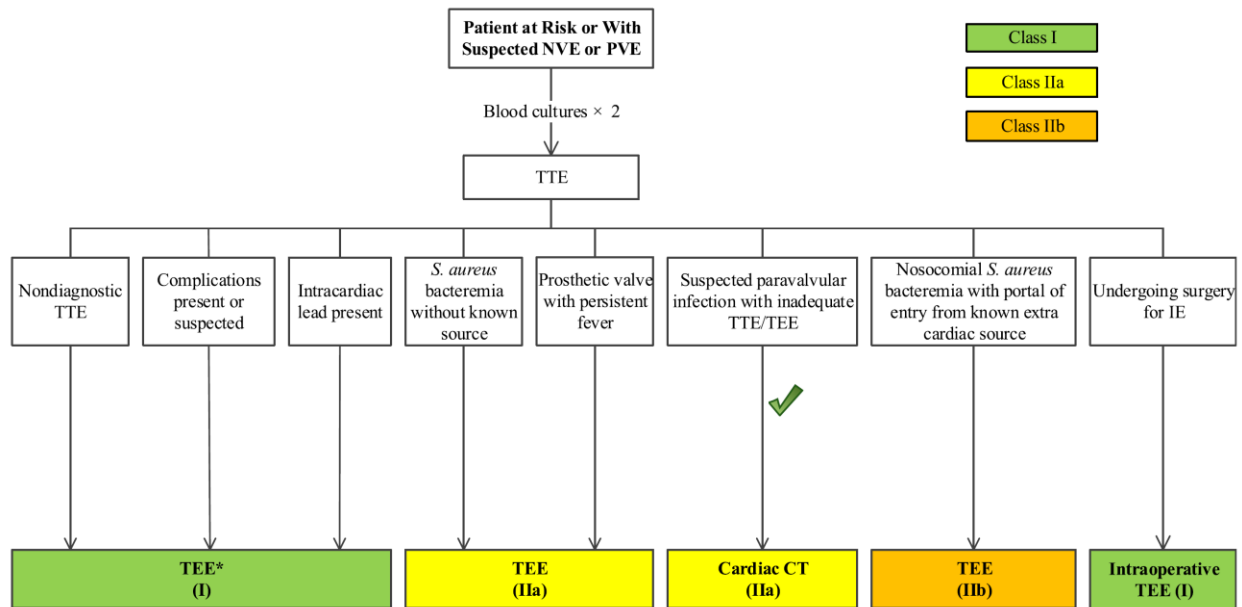 Patient at Risk or With
Suspected NVE or PVE
Class I
Class IIa
Class IIb
Blood cultures × 2
TTE
Nondiagnostic
TTE
Complications
present or
suspected
Intracardiac
lead present
S. aureus
bacteremia
without known
source
Prosthetic valve
with persistent
fever
Suspected paravalvular
infection with inadequate
TTE/TEE
Nosocomial S. aureus
bacteremia with portal of
entry from known extra
cardiac source
Undergoing surgery
for IE
TEE*
(I)
TEE
(IIa)
Cardiac CT
(IIa)
TEE
(IIb)
Intraoperative
TEE (I)